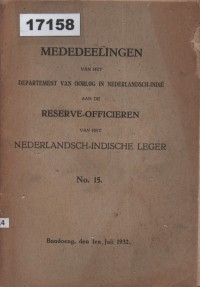 17158
MEDEDEELINGEN
VAN HET
DEPARTEMENT VAN OORLOG IN NEDERLANDSCH-INDIË
AAN DE
RESERVE-OFFICIEREN
VAN HET
NEDERLANDSCH-INDISCHE LEGER
No. 15.
Bandoeng, den 1en Juli 1932.